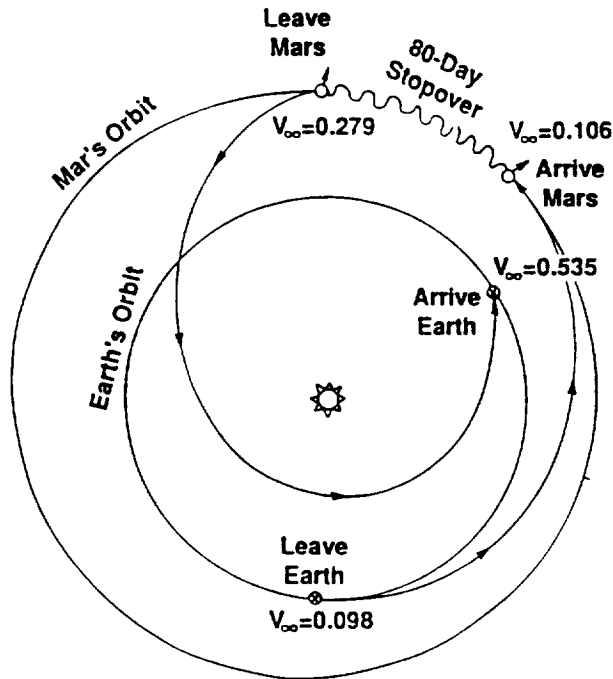 Leave
Mars
80-Day
Stopover
V∞=0.279
V∞=0.106
Arrive
Mars
Mar's Orbit
Earth's Orbit
V∞=0.535
Arrive
Earth
Leave
Earth
V∞=0.098